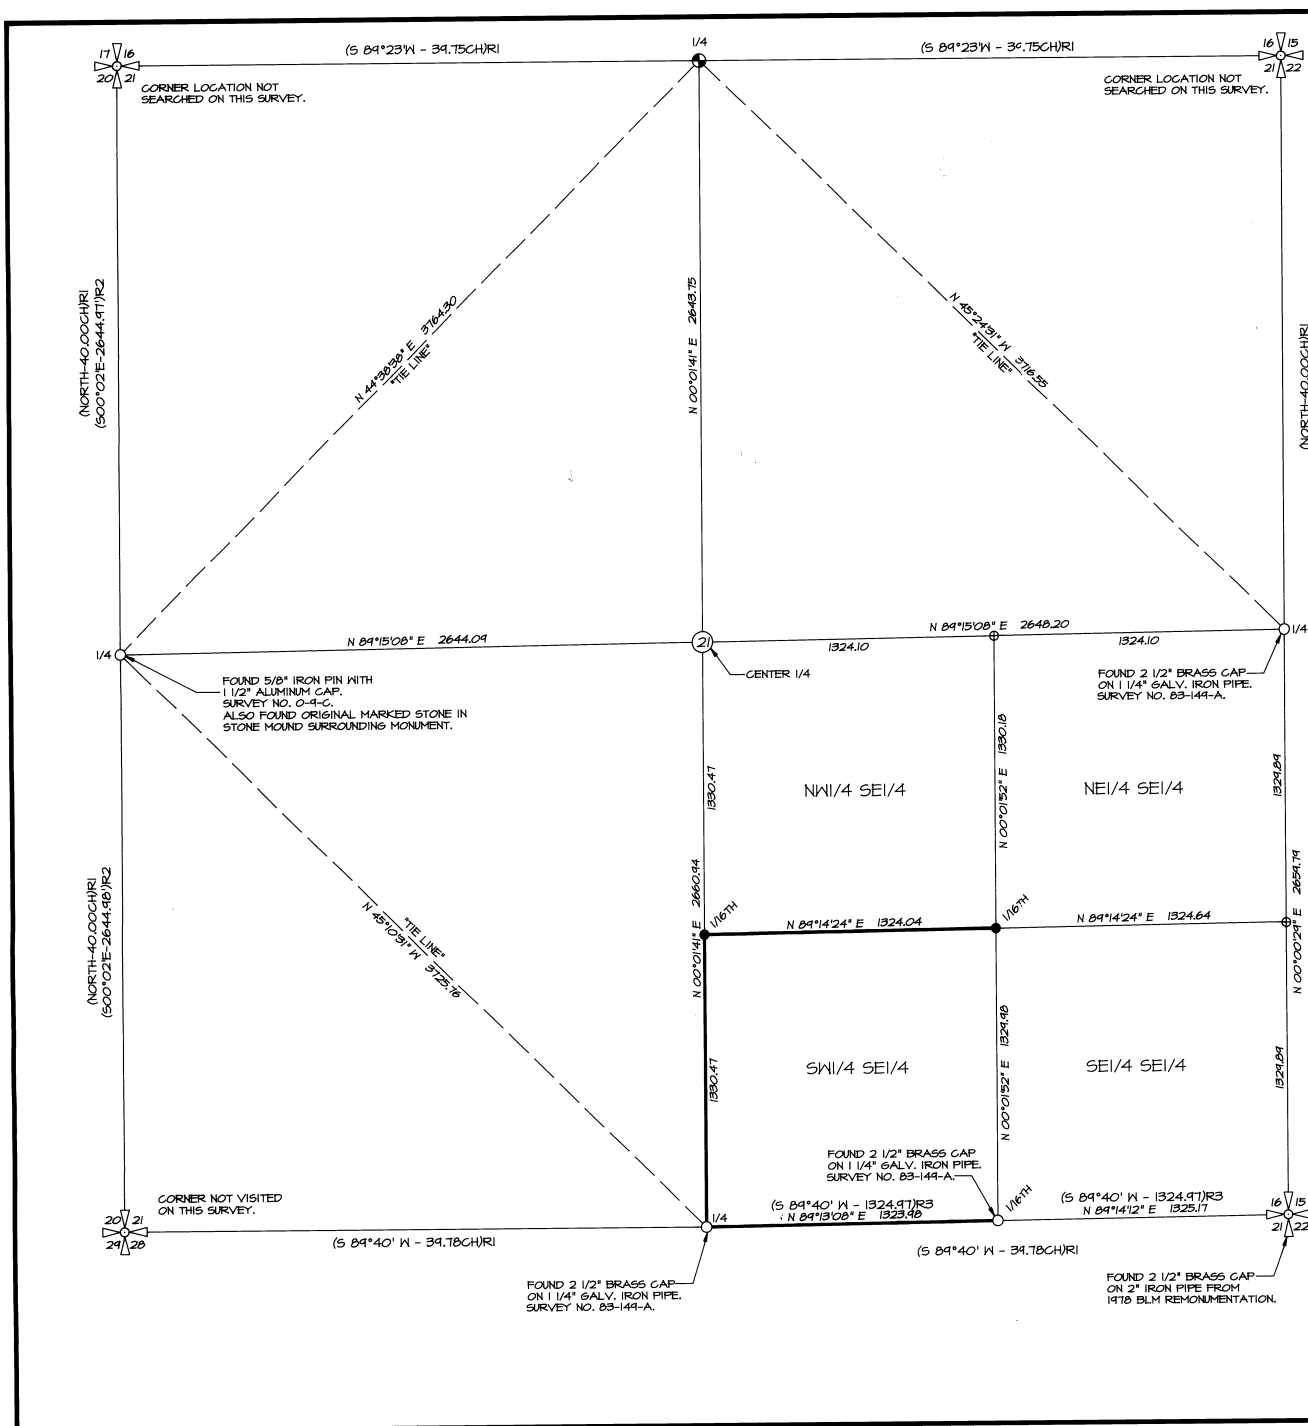 (S 89°23'W - 39.75CH)R1
1/4
(S 89°23'W - 39.75CH)R1
17 16
20 21
16 15
21 22
CORNER LOCATION NOT
SEARCHED ON THIS SURVEY.
CORNER LOCATION NOT
SEARCHED ON THIS SURVEY.
(NORTH-40.00CH)R1
(S00°02'E-2644.97')R2
N 44°38'38" E 3764.30
"TIE LINE"
N 00°01'41" E 2643.75
N 45°24'31" W 3716.55
"TIE LINE"
(NORTH-40.00CH)R1
1/4
N 89°15'08" E 2644.09
21
N 89°15'08" E 2648.20
1324.10
1324.10
1/4
CENTER 1/4
FOUND 5/8" IRON PIN WITH
1 1/2" ALUMINUM CAP.
SURVEY NO. O-9-C.
ALSO FOUND ORIGINAL MARKED STONE IN
STONE MOUND SURROUNDING MONUMENT.
FOUND 2 1/2" BRASS CAP
ON 1 1/4" GALV. IRON PIPE.
SURVEY NO. 83-149-A.
1330.47
NW1/4 SE1/4
N 00°01'52" E 1330.18
NE1/4 SE1/4
1329.89
(NORTH-40.00CH)R1
(S00°02'E-2644.98')R2
"TIE LINE"
N 45°10'31" W 3725.76
N 00°01'41" E 2660.94
1/16TH
N 89°14'24" E 1324.04
1/16TH
N 89°14'24" E 1324.64
N 00°00'29" E 2659.79
1330.47
SW1/4 SE1/4
N 00°01'52" E 1329.98
SE1/4 SE1/4
1329.89
FOUND 2 1/2" BRASS CAP
ON 1 1/4" GALV. IRON PIPE.
SURVEY NO. 83-149-A.
CORNER NOT VISITED
ON THIS SURVEY.
20 21
29 28
1/4
(S 89°40' W - 1324.97)R3
N 89°13'08" E 1323.98
1/16TH
(S 89°40' W - 1324.97)R3
N 89°14'12" E 1325.17
16 15
21 22
(S 89°40' W - 39.78CH)R1
(S 89°40' W - 39.78CH)R1
FOUND 2 1/2" BRASS CAP
ON 1 1/4" GALV. IRON PIPE.
SURVEY NO. 83-149-A.
FOUND 2 1/2" BRASS CAP
ON 2" IRON PIPE FROM
1978 BLM REMONUMENTATION.